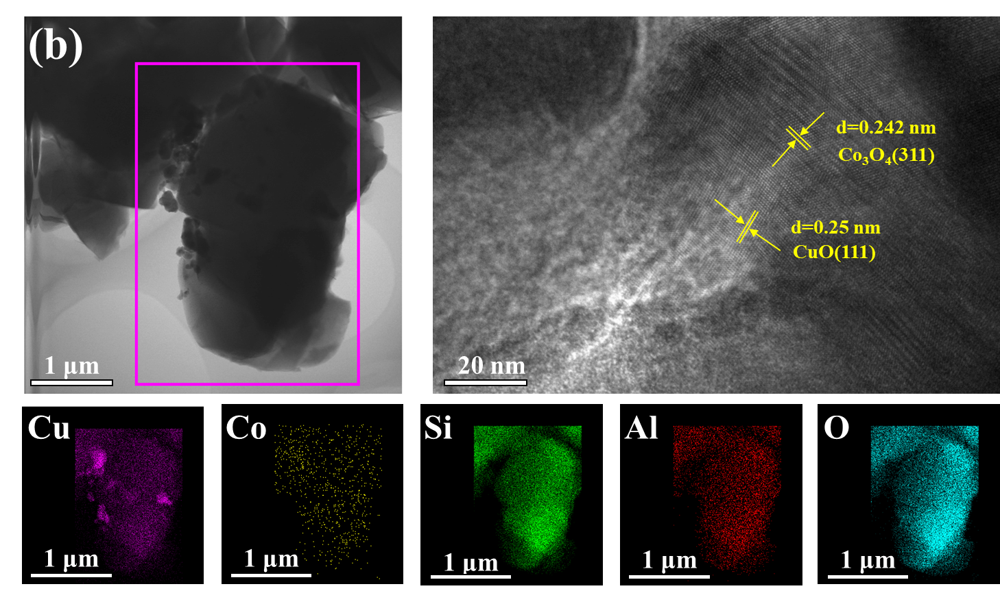 (b)
1 μm
d=0.242 nm
Co₃O₄(311)
d=0.25 nm
CuO(111)
20 nm
Cu
1 μm
Co
1 μm
Si
1 μm
Al
1 μm
O
1 μm